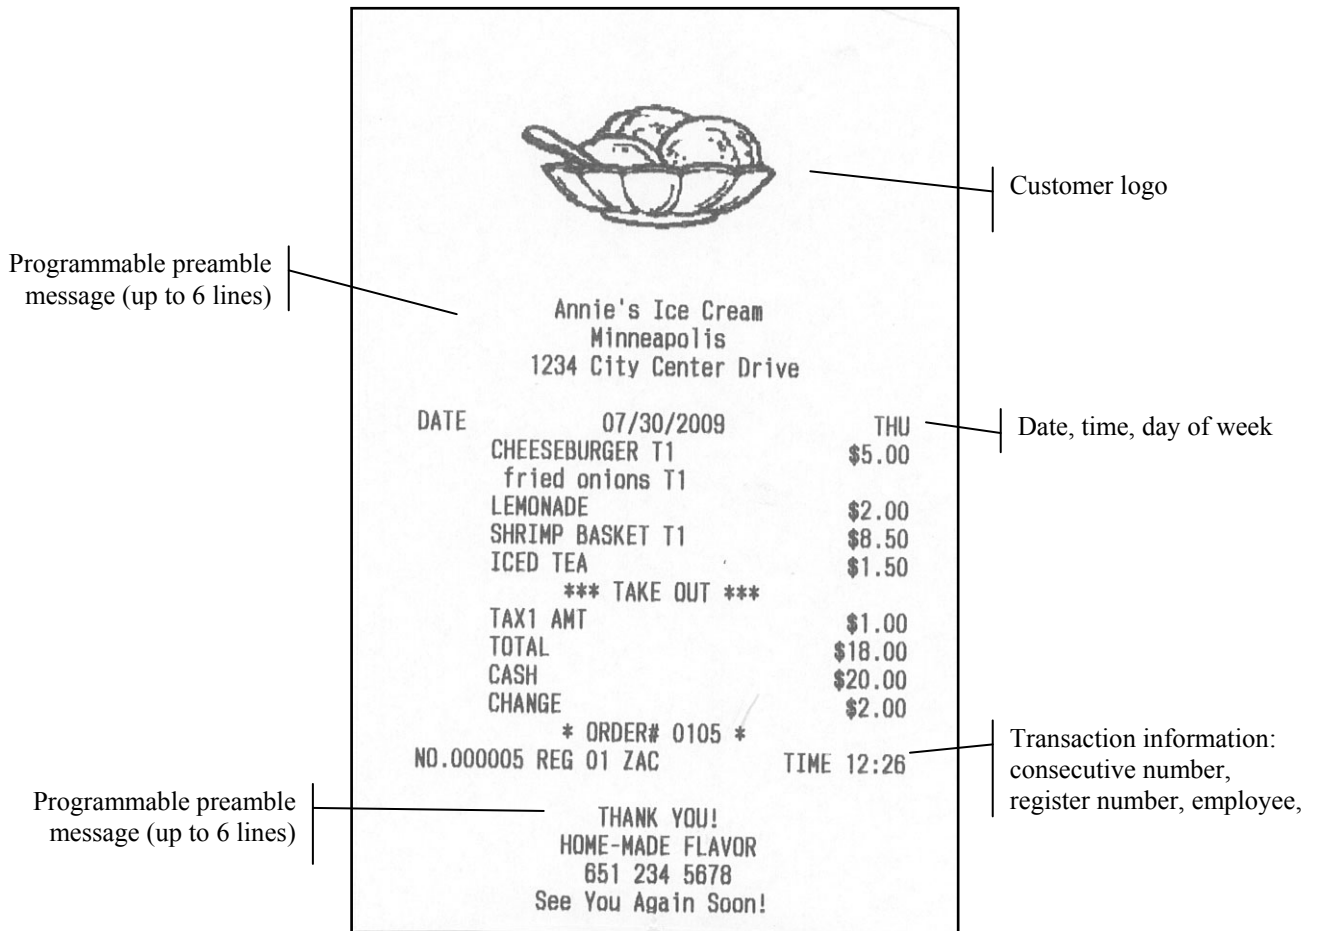 Customer logo
Programmable preamble
message (up to 6 lines)
Annie's Ice Cream
Minneapolis
1234 City Center Drive
DATE 07/30/2009 THU
Date, time, day of week
CHEESEBURGER T1 $5.00
fried onions T1
LEMONADE $2.00
SHRIMP BASKET T1 $8.50
ICED TEA $1.50
*** TAKE OUT ***
TAX1 AMT $1.00
TOTAL $18.00
CASH $20.00
CHANGE $2.00
* ORDER# 0105 *
NO.000005 REG 01 ZAC TIME 12:26
Transaction information:
consecutive number,
register number, employee,
Programmable preamble
message (up to 6 lines)
THANK YOU!
HOME-MADE FLAVOR
651 234 5678
See You Again Soon!